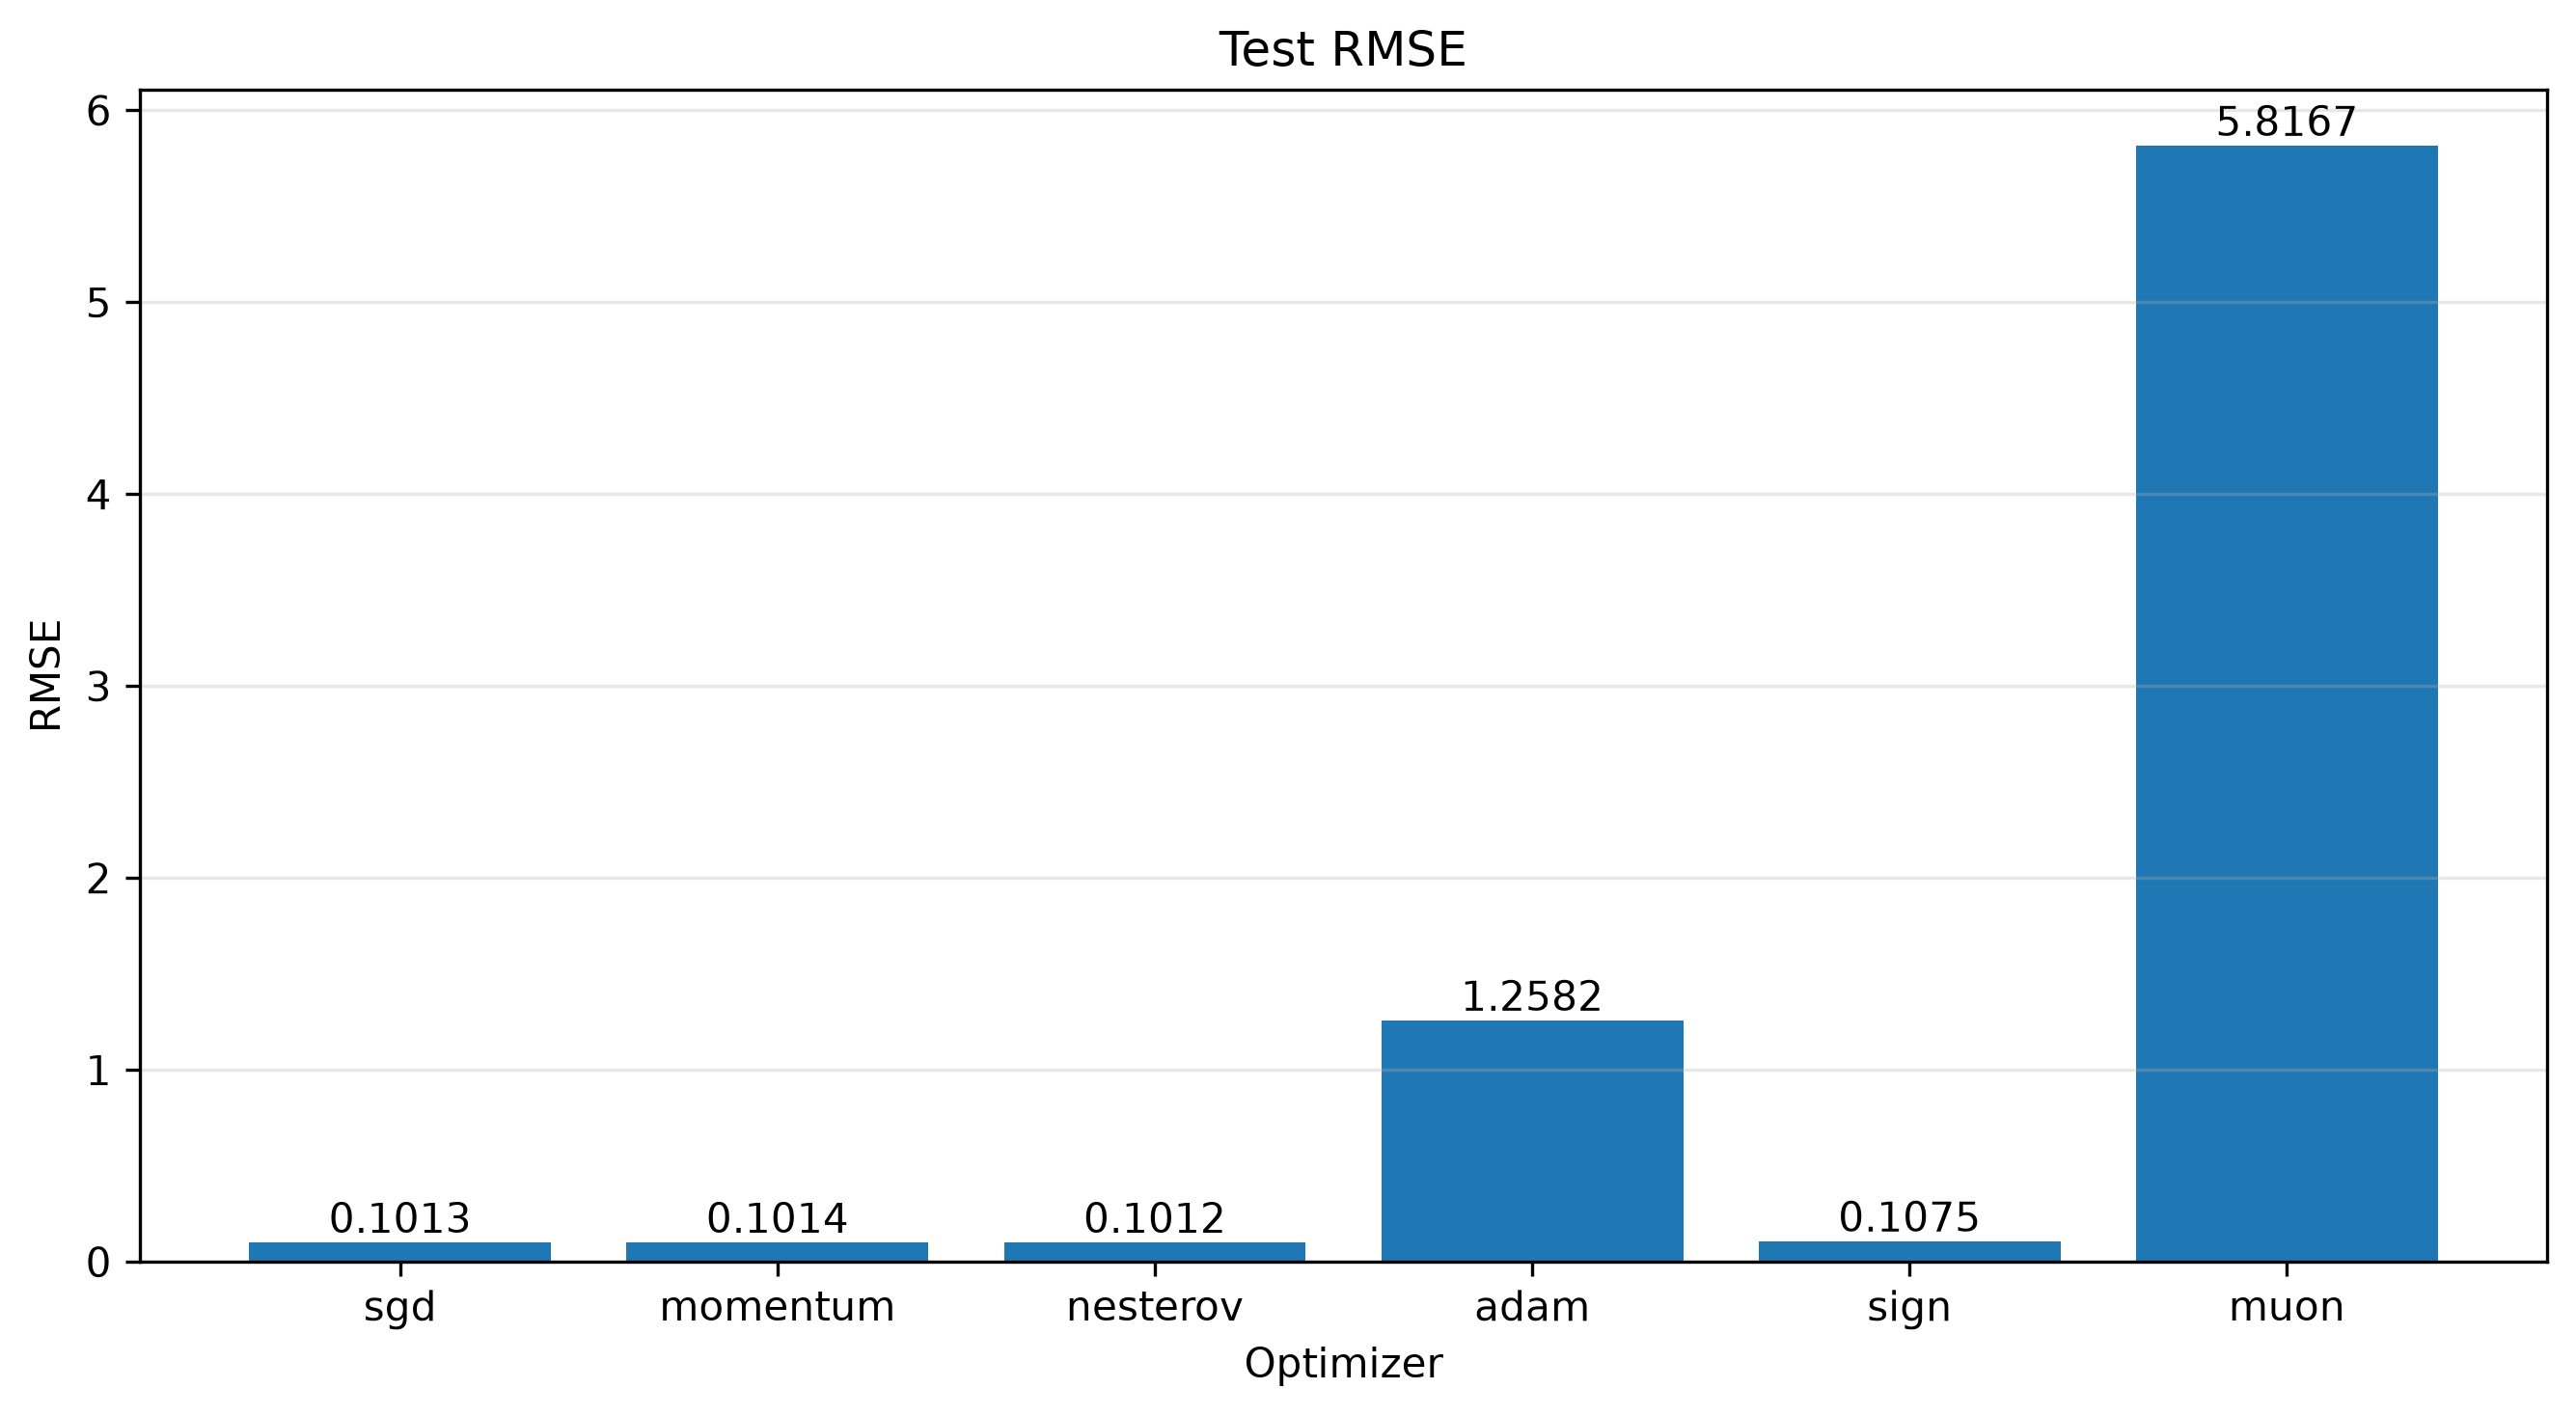 Test RMSE
RMSE
6
5
4
3
2
1
0
0.1013
0.1014
0.1012
1.2582
0.1075
5.8167
sgd
momentum
nesterov
adam
sign
muon
Optimizer